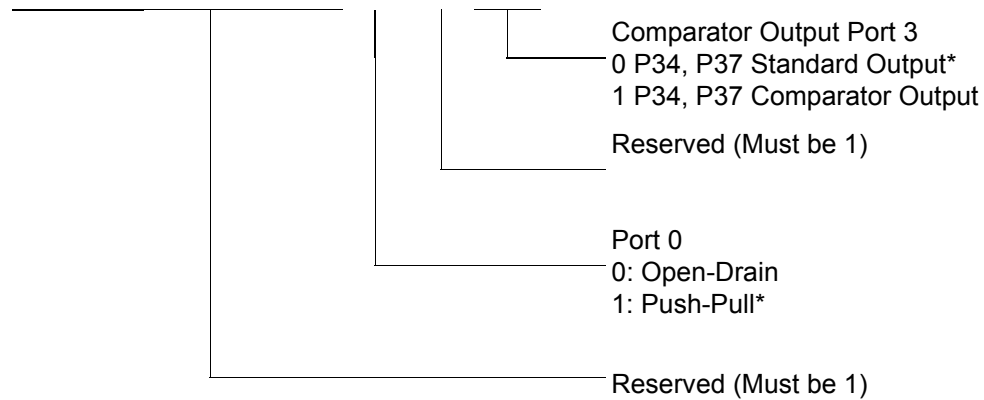 Comparator Output Port 3
0 P34, P37 Standard Output*
1 P34, P37 Comparator Output
Reserved (Must be 1)
Port 0
0: Open-Drain
1: Push-Pull*
Reserved (Must be 1)